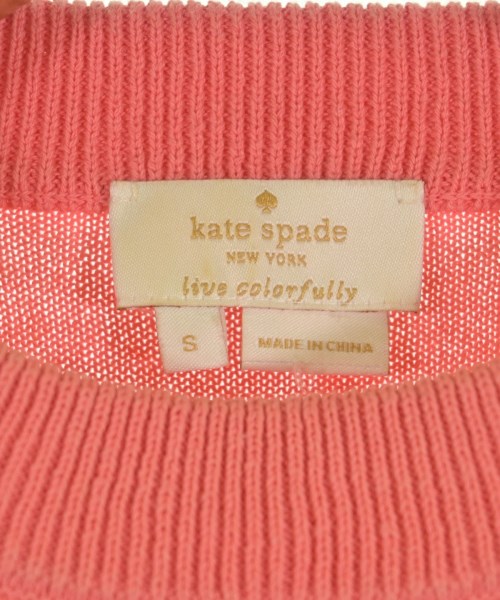 kate spade
NEW YORK
live colorfully
S
MADE IN CHINA